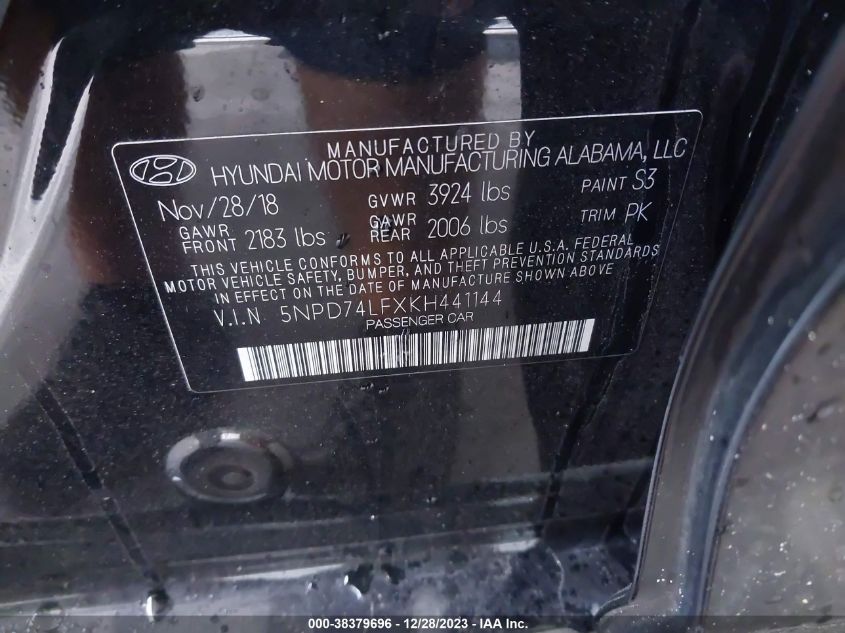 MANUFACTURED BY
HYUNDAI MOTOR MANUFACTURING ALABAMA, LLC
Nov/28/18 GVWR 3924 lbs PAINT S3
GAWR FRONT 2183 lbs GAWR REAR 2006 lbs TRIM PK
THIS VEHICLE CONFORMS TO ALL APPLICABLE U.S.A. FEDERAL
MOTOR VEHICLE SAFETY, BUMPER, AND THEFT PREVENTION STANDARDS
IN EFFECT ON THE DATE OF MANUFACTURE SHOWN ABOVE
V.I.N 5NPD74LFXKH441144
PASSENGER CAR
000-38379696 - 12/28/2023 - IAA Inc.